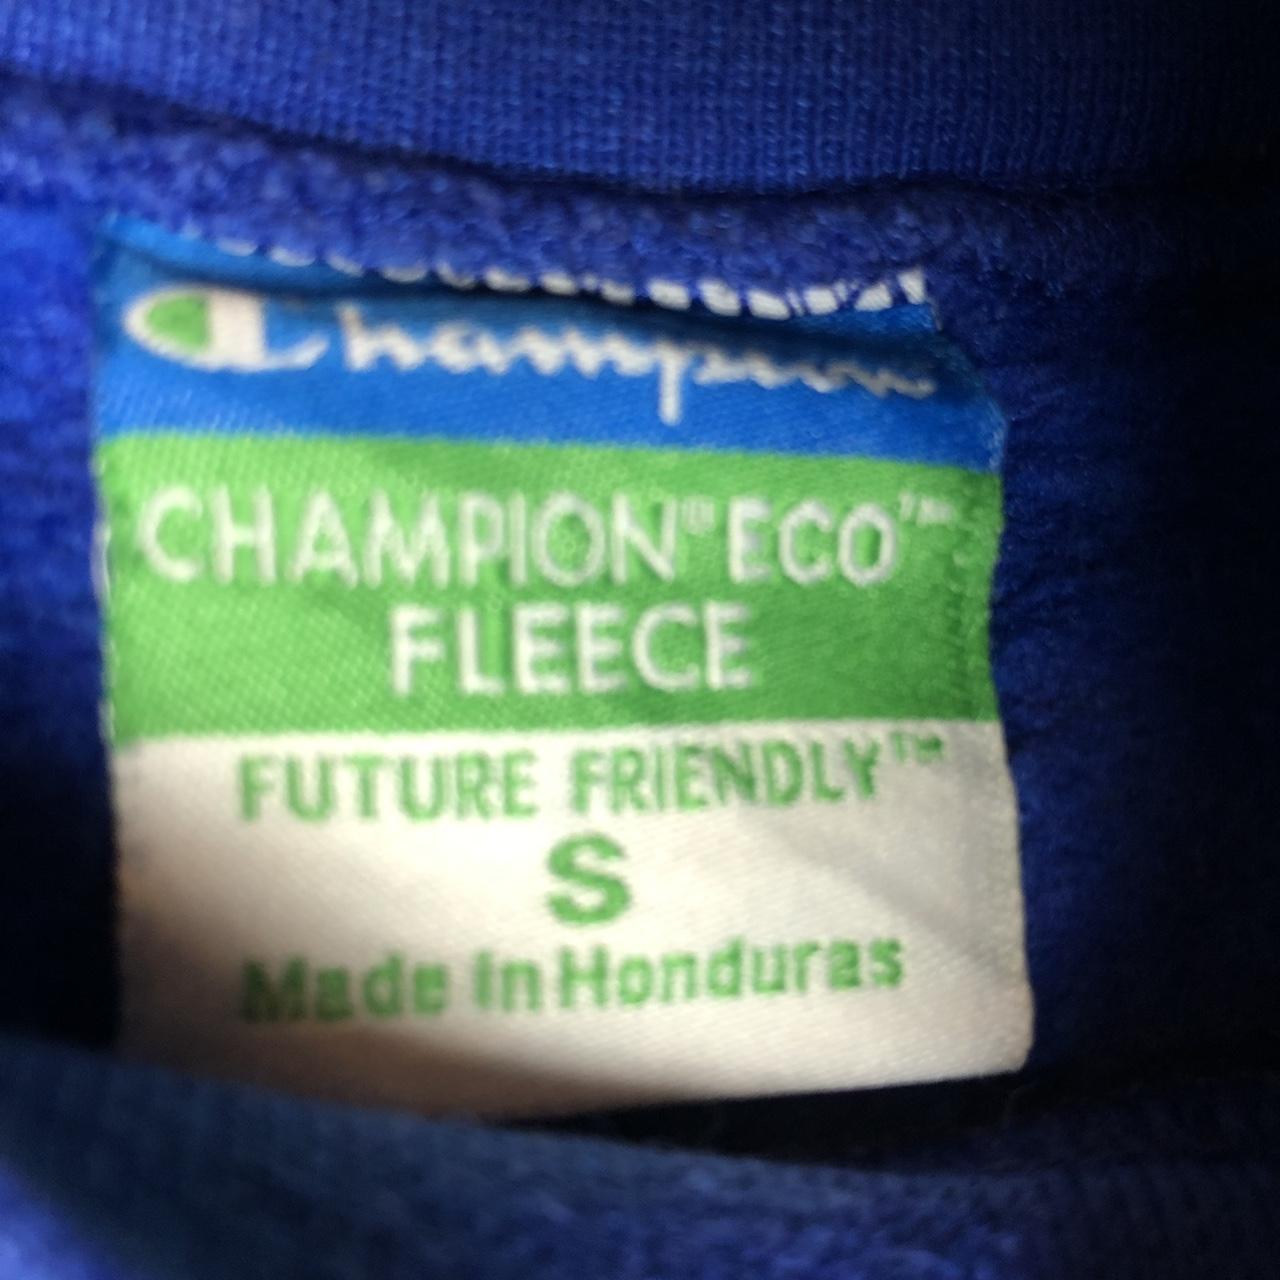 Champion
CHAMPION® ECO™
FLEECE
FUTURE FRIENDLY™
S
Made in Honduras